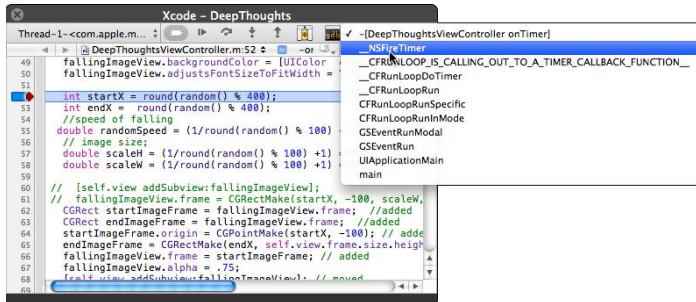 Xcode - DeepThoughts
Thread-1-<com.apple.m...
✓ -[DeepThoughtsViewController onTimer]
__NSFireTimer
__CFRUNLOOP_IS_CALLING_OUT_TO_A_TIMER_CALLBACK_FUNCTION__
__CFRunLoopDoTimer
__CFRunLoopRun
CFRunLoopRunSpecific
CFRunLoopRunInMode
GSEventRunModal
GSEventRun
UIApplicationMain
main
DeepThoughtsViewController.m:52
49 fallingImageView.backgroundColor = [UIColor
50 fallingImageView.adjustsFontSizeToFitWidth =
51
int startX = round(random() % 400);
53 int endX = round(random() % 400);
54 //speed of falling
55 double randomSpeed = (1/round(random() % 100)
56 // image size;
57 double scaleH = (1/round(random() % 100) +1)
58 double scaleW = (1/round(random() % 100) +1)
59
60 // [self.view addSubview:fallingImageView];
61 // fallingImageView.frame = CGRectMake(startX, -100, scaleW,
62 CGRect startImageFrame = fallingImageView.frame; //added
63 CGRect endImageFrame = fallingImageView.frame;
64 startImageFrame.origin = CGPointMake(startX, -100); // adde
65 endImageFrame = CGRectMake(endX, self.view.frame.size.heigh
66 fallingImageView.frame = startImageFrame; // added
67 fallingImageView.alpha = .75;
68 [self.view addSubview:fallingImageView]; // moved
69